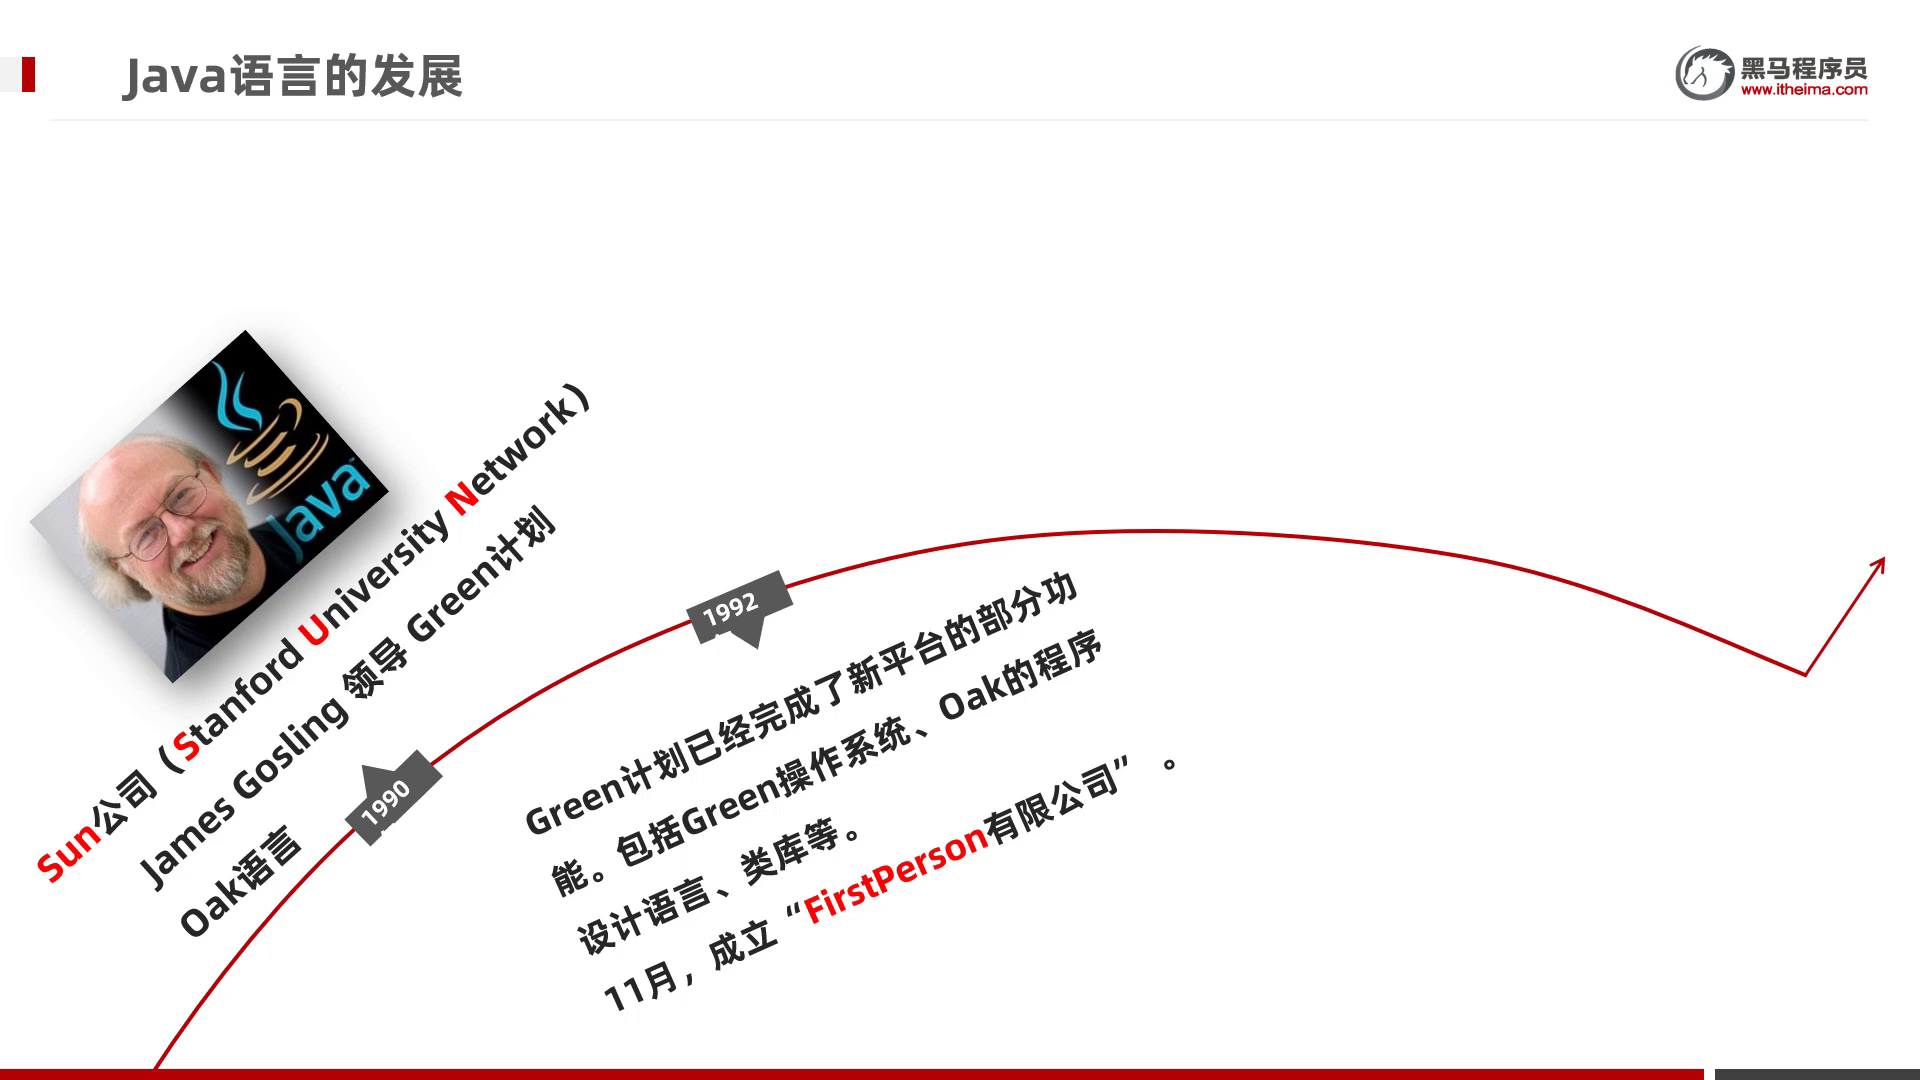 Java语言的发展
黑马程序员
www.itheima.com
Java
Sun公司（Stanford University Network）
James Gosling 领导 Green计划
Oak语言
1990
1992
Green计划已经完成了新平台的部分功
能。包括Green操作系统、Oak的程序
设计语言、类库等。
11月，成立“FirstPerson有限公司” 。